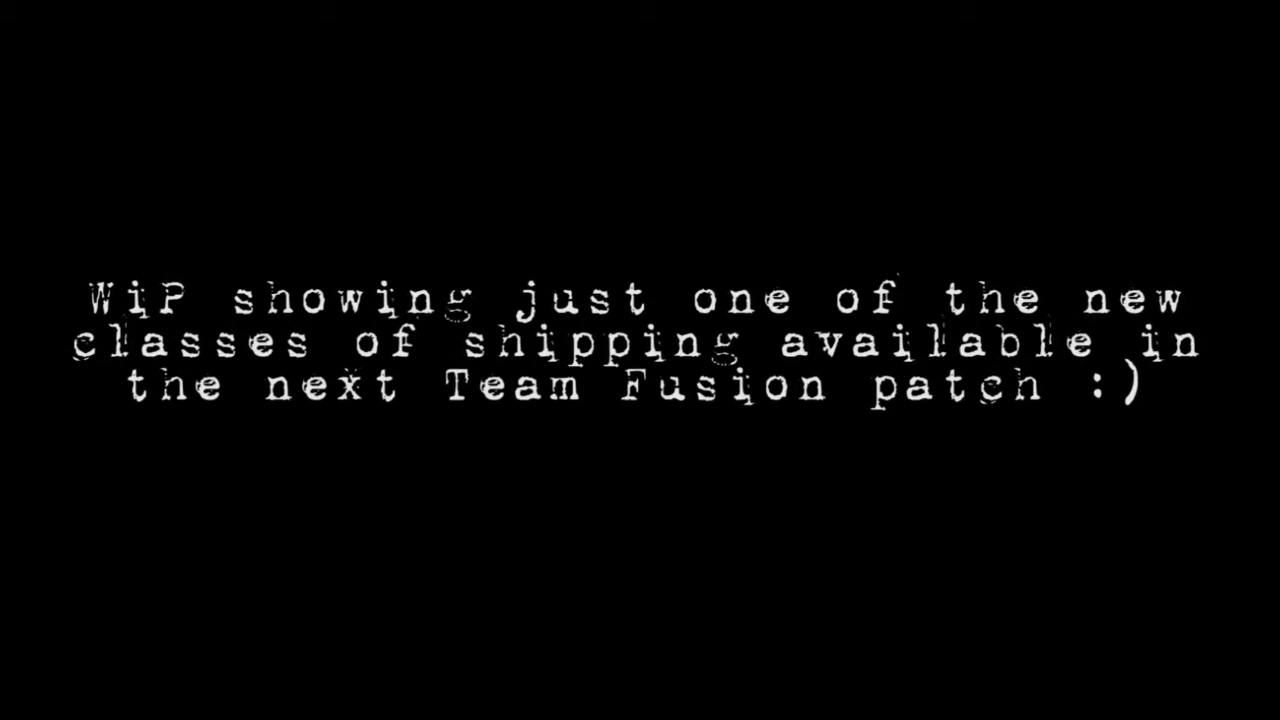 WiP showing just one of the new
classes of shipping available in
the next Team Fusion patch :)